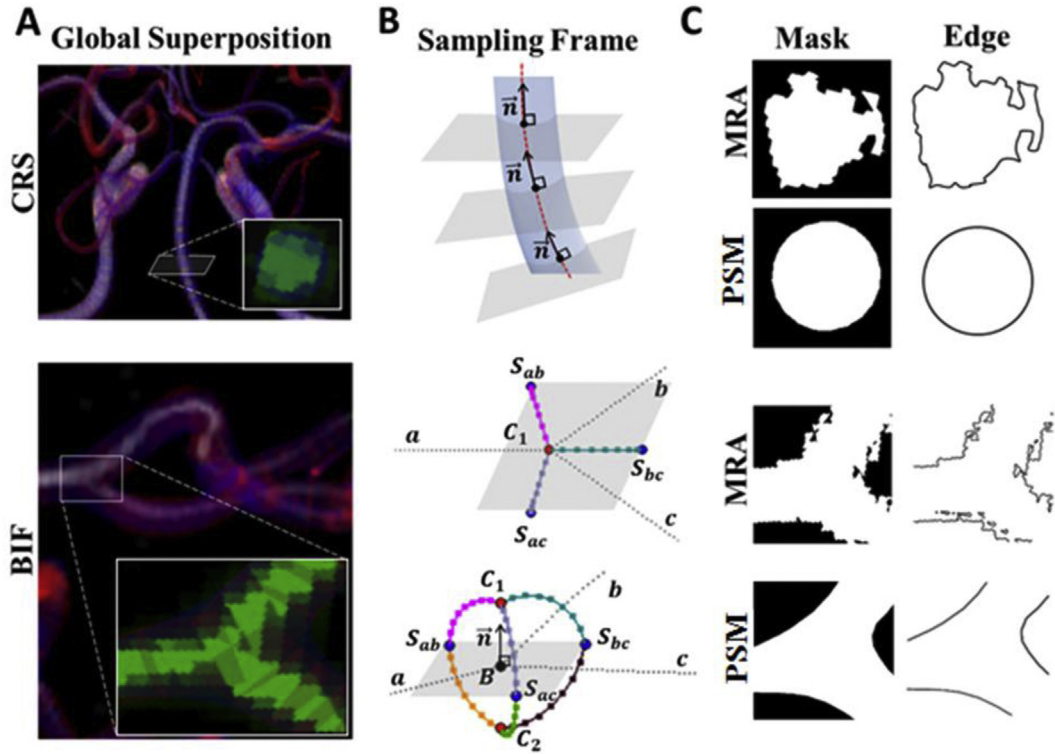 A
B
C
Global Superposition
Sampling Frame
Mask
Edge
CRS
BIF
n
n
n
MRA
PSM
S_ab
a
C_1
b
S_bc
S_ac
c
C_1
b
n
S_ab
S_bc
a
B
c
S_ac
C_2
MRA
PSM